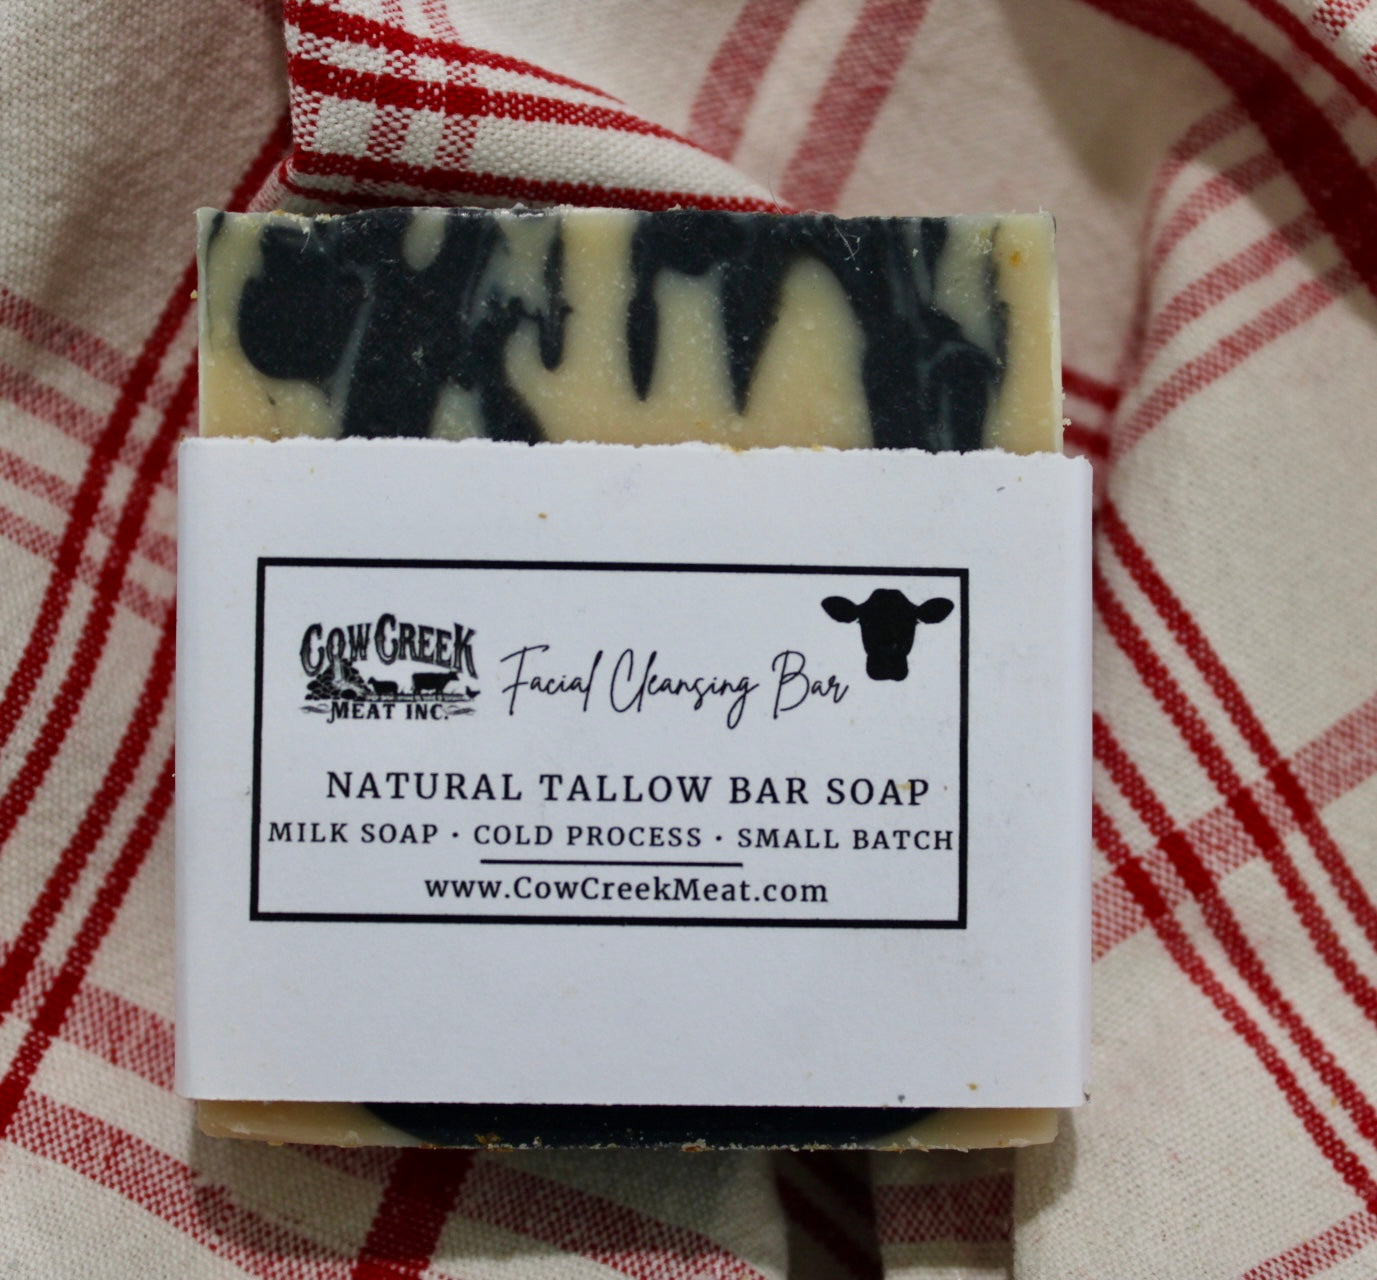 COW CREEK
MEAT INC.
Facial Cleansing Bar
NATURAL TALLOW BAR SOAP
MILK SOAP · COLD PROCESS · SMALL BATCH
www.CowCreekMeat.com